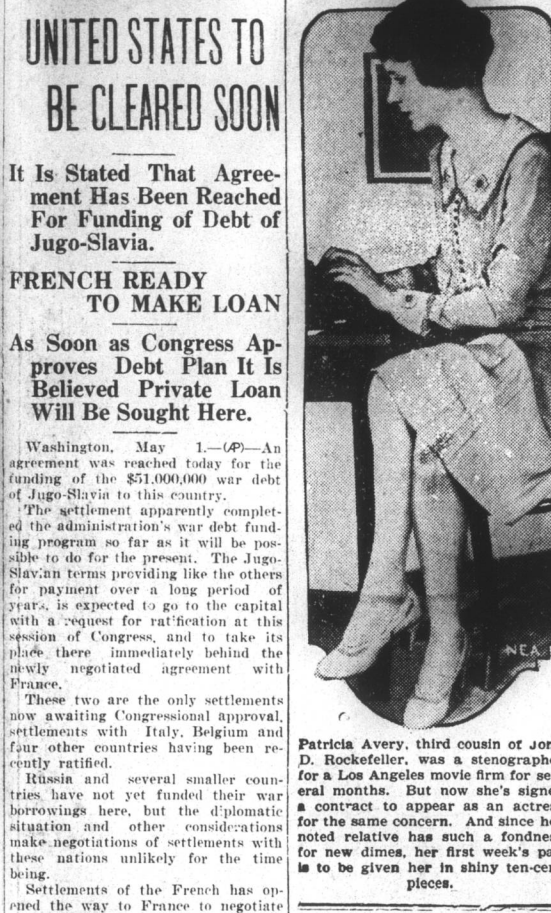 UNITED STATES TO
BE CLEARED SOON
It Is Stated That Agree-
ment Has Been Reached
For Funding of Debt of
Jugo-Slavia.
FRENCH READY
TO MAKE LOAN
As Soon as Congress Ap-
proves Debt Plan It Is
Believed Private Loan
Will Be Sought Here.
Washington, May 1.—(AP)—An
agreement was reached today for the
funding of the $51,000,000 war debt
of Jugo-Slavia to this country.
The settlement apparently complet-
ed the administration's war debt fund-
ing program so far as it will be pos-
sible to do for the present. The Jugo-
Slavian terms providing like the others
for payment over a long period of
years, is expected to go to the capital
with a request for ratification at this
session of Congress, and to take its
place there immediately behind the
newly negotiated agreement with
France.
These two are the only settlements
now awaiting Congressional approval,
settlements with Italy, Belgium and
four other countries having been re-
cently ratified.
Russia and several smaller coun-
tries have not yet funded their war
borrowings here, but the diplomatic
situation and other considerations
make negotiations of settlements with
these nations unlikely for the time
being.
Settlements of the French has op-
ened the way to France to negotiate
NEA
Patricia Avery, third cousin of Joh
D. Rockefeller, was a stenographe
for a Los Angeles movie firm for sev
eral months. But now she's signe
a contract to appear as an actres
for the same concern. And since he
noted relative has such a fondnes
for new dimes, her first week's pa
is to be given her in shiny ten-cen
pieces.